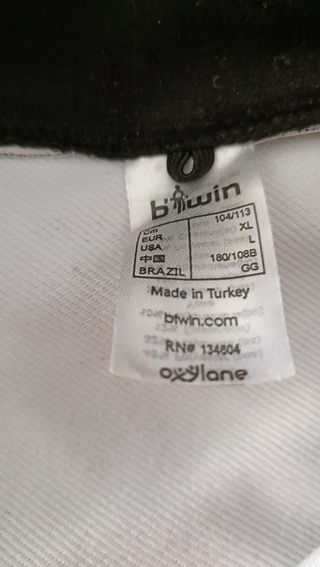 b'twin
cm 104/113
EUR XL
USA L
中国 180/108B
BRAZIL GG
Made in Turkey
btwin.com
RN# 134604
oxylane